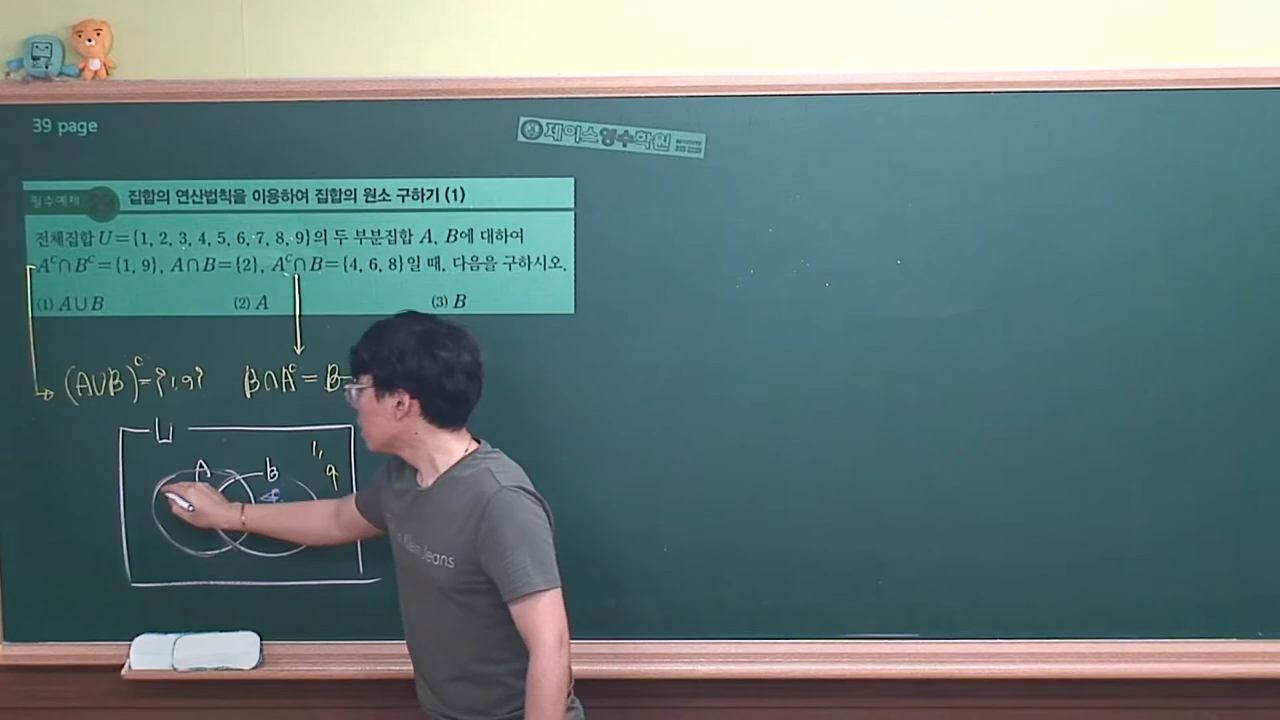 39 page
제이스영수학원
필수예제
집합의 연산법칙을 이용하여 집합의 원소 구하기 (1)
전체집합 U={1, 2, 3, 4, 5, 6, 7, 8, 9}의 두 부분집합 A, B에 대하여
Aᶜ∩Bᶜ={1, 9}, A∩B={2}, Aᶜ∩B={4, 6, 8}일 때, 다음을 구하시오.
(1) A∪B (2) A (3) B
(A∪B)ᶜ={1,9} B∩Aᶜ=B-
U
A B 1,
4. 9
Jeans